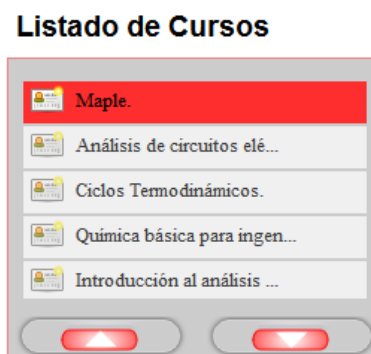 Listado de Cursos
Maple.
Análisis de circuitos elé...
Ciclos Termodinámicos.
Química básica para ingen...
Introducción al análisis ...